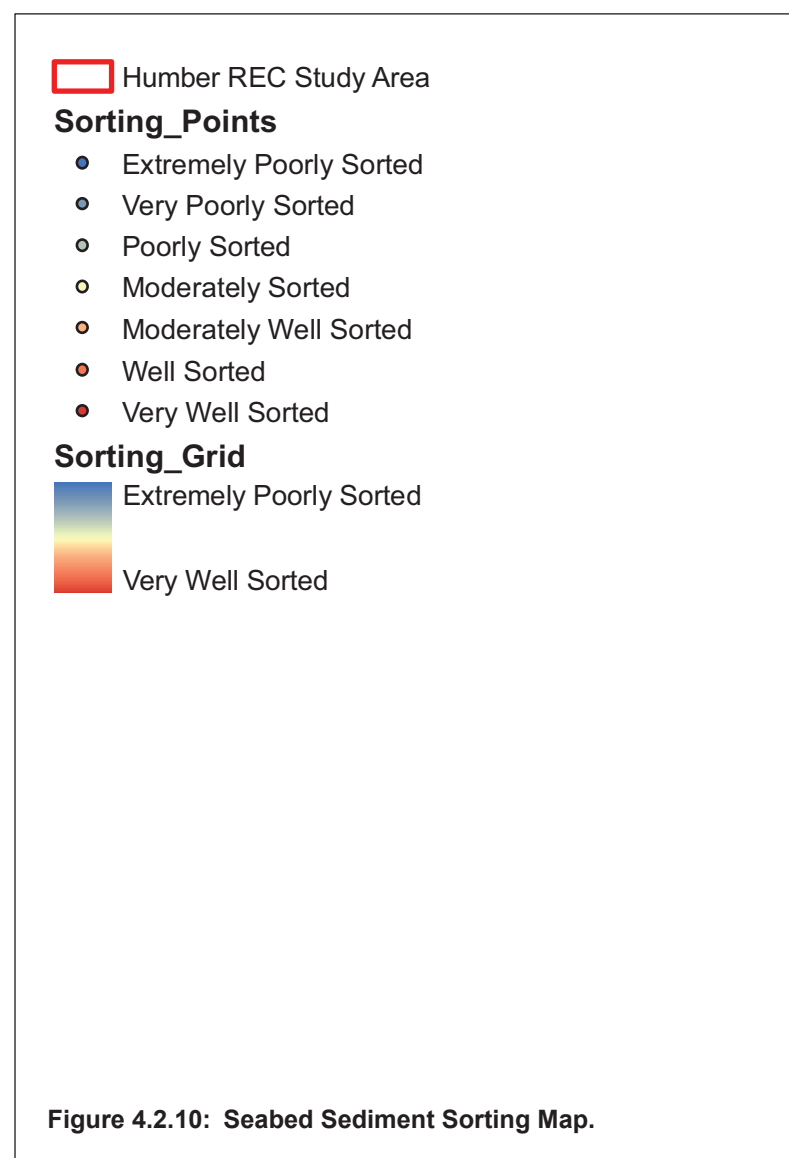 Humber REC Study Area
Sorting_Points
Extremely Poorly Sorted
Very Poorly Sorted
Poorly Sorted
Moderately Sorted
Moderately Well Sorted
Well Sorted
Very Well Sorted
Sorting_Grid
Extremely Poorly Sorted
Very Well Sorted
Figure 4.2.10: Seabed Sediment Sorting Map.